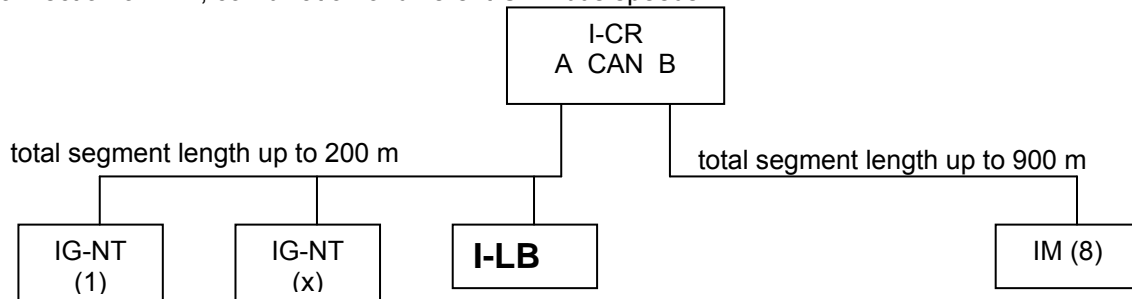 I-CR
A CAN B
total segment length up to 200 m
total segment length up to 900 m
IG-NT
(1)
IG-NT
(x)
I-LB
IM (8)